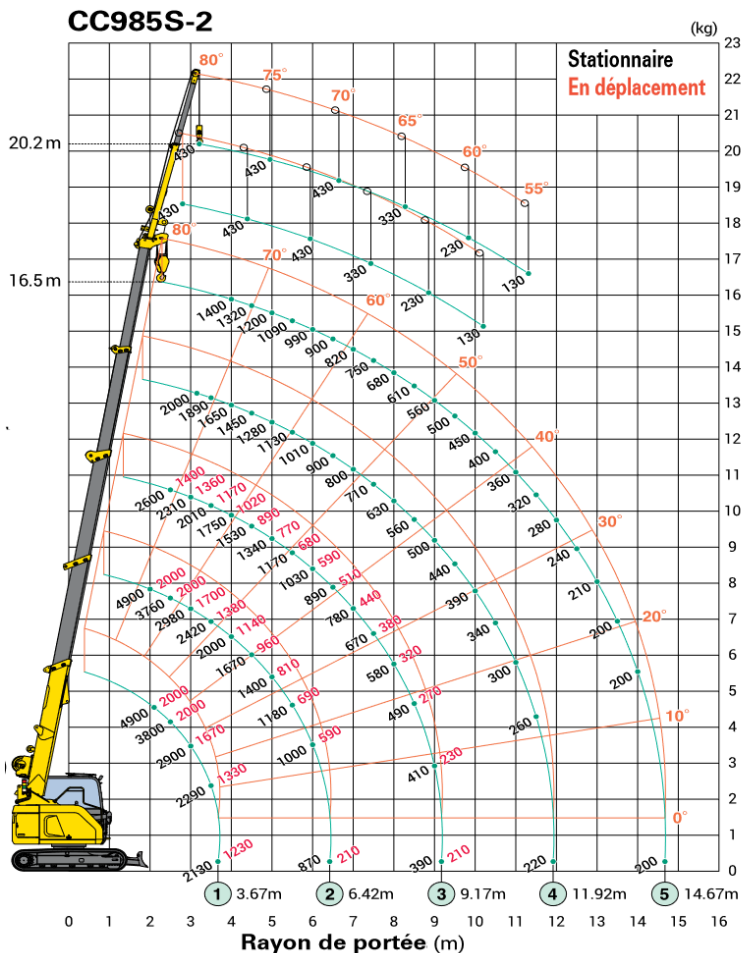 CC985S-2
(kg)
Stationnaire
En déplacement
23
22
21
20
19
18
17
16
15
14
13
12
11
10
9
8
7
6
5
4
3
2
1
0
20.2 m
16.5 m
80°
75°
70°
65°
60°
55°
430 430 430 330 230 130
430 430 430 330 230 130
80°
70°
60°
50°
40°
30°
20°
10°
0°
1400 1320 1200 1090 990 900 820 750 680 610 560 500 450 400 360 320 280 240 210 200 200 200
2000 1890 1650 1450 1280 1130 1010 900 800 710 630 560 500 440 390 340 300 260 220
2600 2310 2010 1750 1530 1340 1170 1030 890 780 670 580 490 410 390
1400 1360 1170 1020 890 770 680 590 510 440 380 320 270 230 210
4900 3760 2980 2420 2000 1670 1400 1180 1000 870
2000 2000 1700 1380 1140 960 810 690 590 210
4900 3800 2900 2290 2130
2000 2000 1670 1330 1230
1 3.67m
2 6.42m
3 9.17m
4 11.92m
5 14.67m
0 1 2 3 4 5 6 7 8 9 10 11 12 13 14 15 16
Rayon de portée (m)